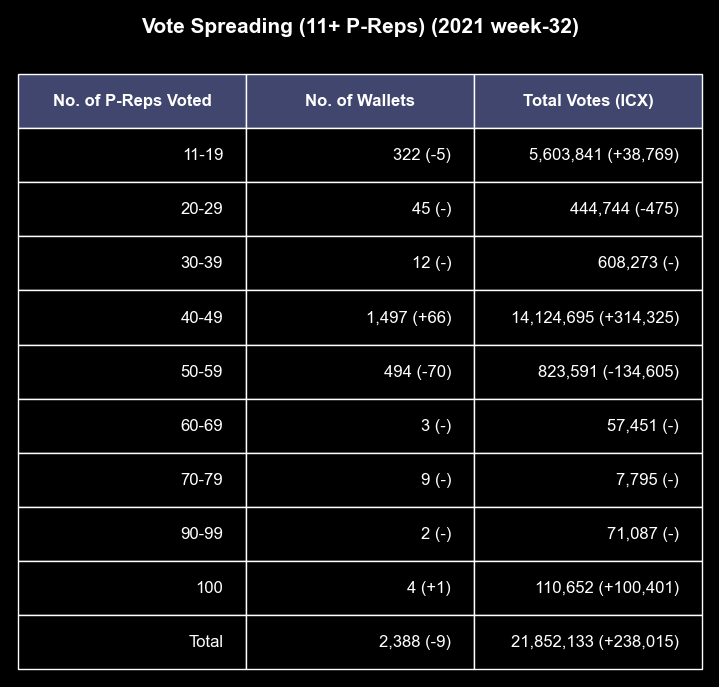 Vote Spreading (11+ P-Reps) (2021 week-32)
No. of P-Reps Voted No. of Wallets Total Votes (ICX)
11-19 322 (-5) 5,603,841 (+38,769)
20-29 45 (-) 444,744 (-475)
30-39 12 (-) 608,273 (-)
40-49 1,497 (+66) 14,124,695 (+314,325)
50-59 494 (-70) 823,591 (-134,605)
60-69 3 (-) 57,451 (-)
70-79 9 (-) 7,795 (-)
90-99 2 (-) 71,087 (-)
100 4 (+1) 110,652 (+100,401)
Total 2,388 (-9) 21,852,133 (+238,015)